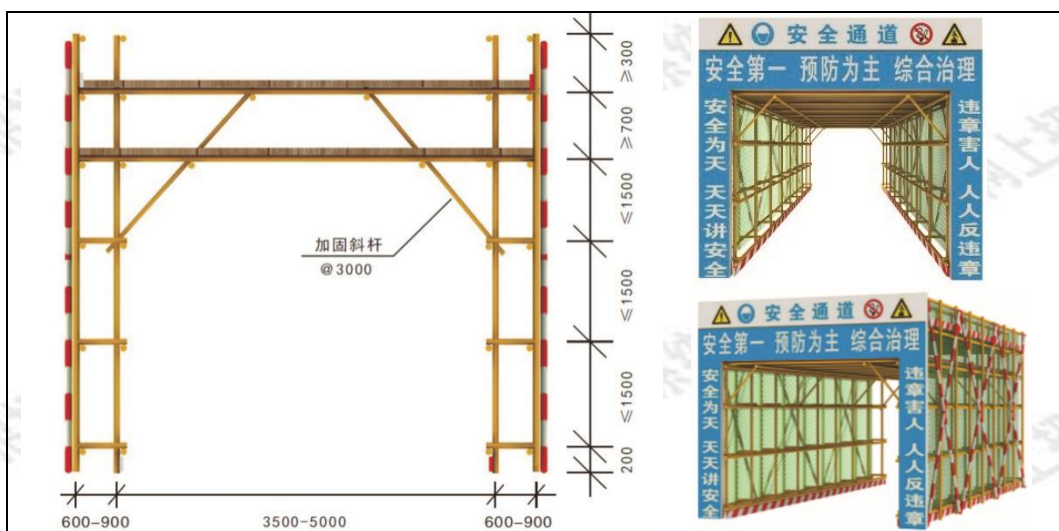 ≥300
≥700
≤1500
≤1500
≤1500
200
加固斜杆
@3000
600-900
3500-5000
600-900
安全通道
安全第一 预防为主 综合治理
安全为天 天天讲安全
违章害人 人人反违章
安全通道
安全第一 预防为主 综合治理
安全为天 天天讲安全
违章害人 人人反违章